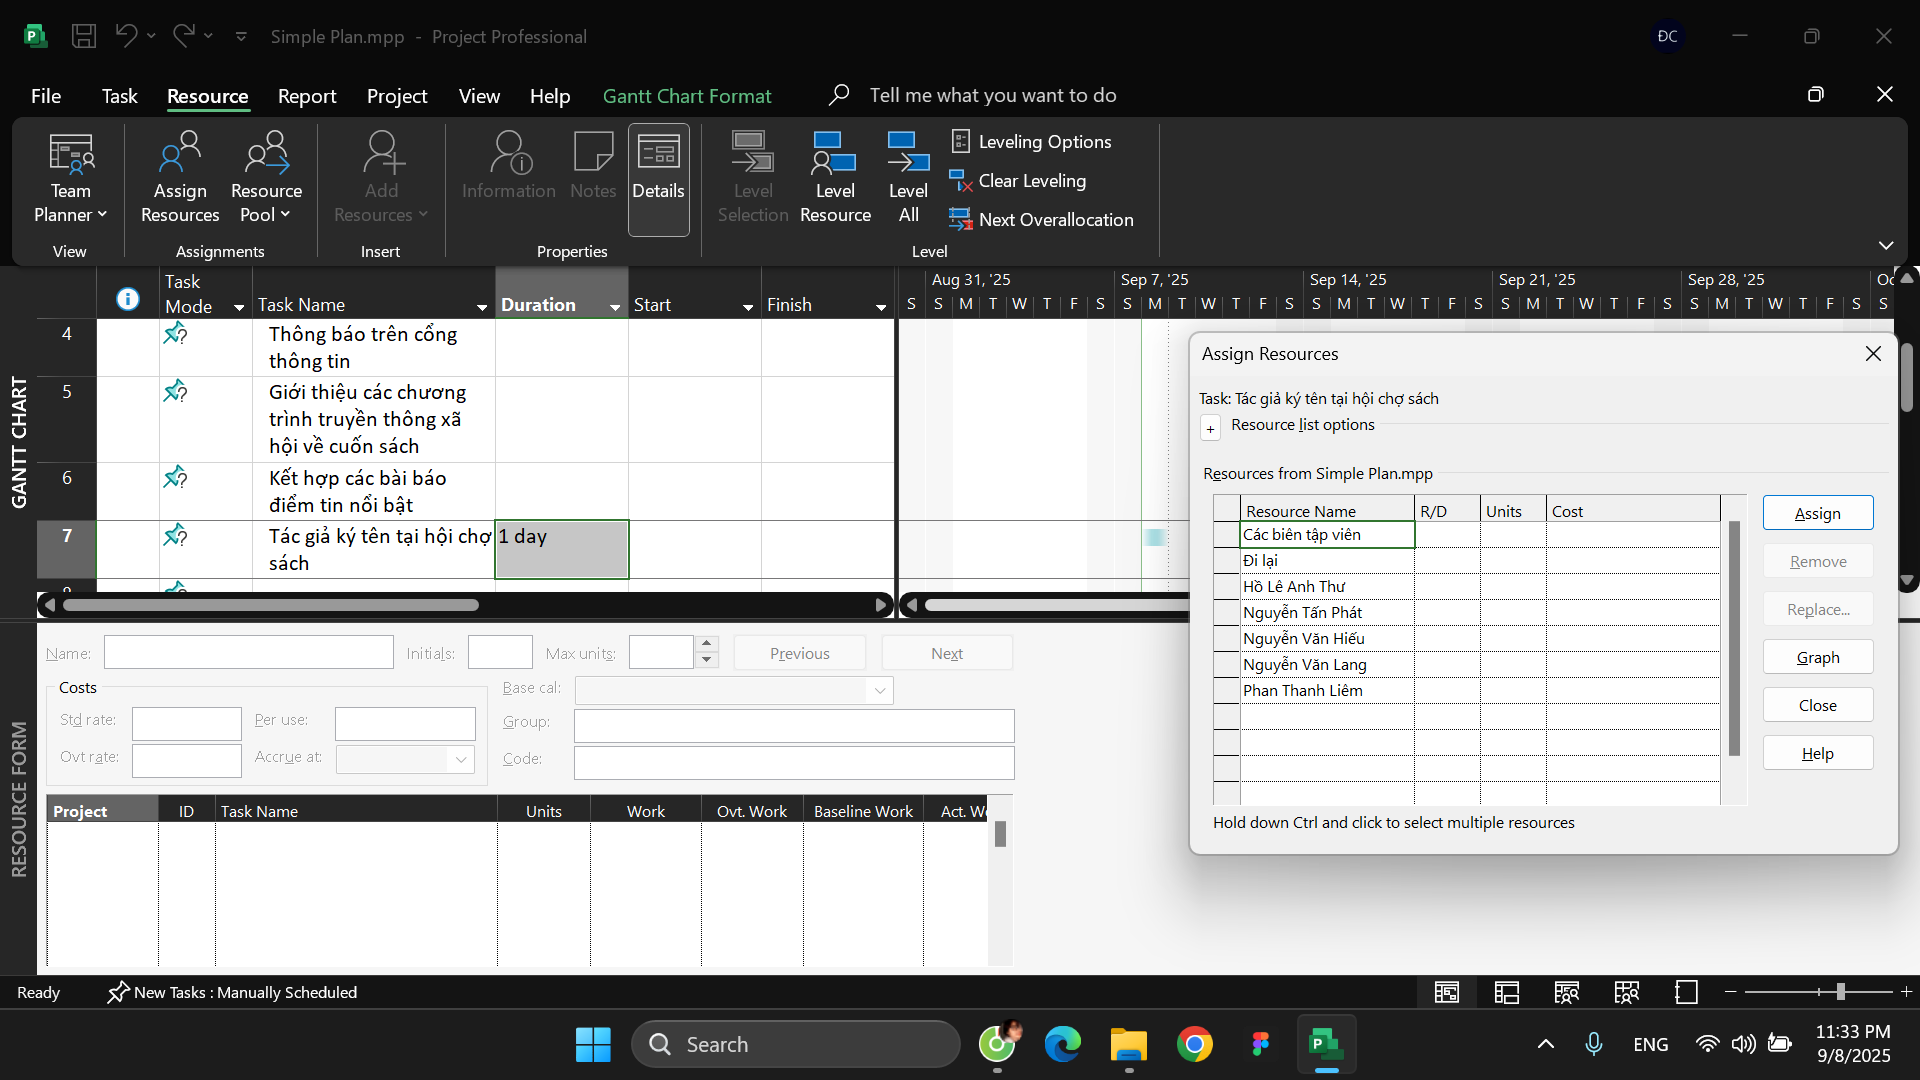 Simple Plan.mpp - Project Professional
ĐC
File Task Resource Report Project View Help Gantt Chart Format Tell me what you want to do
Team Planner
View
Assign Resources
Resource Pool
Assignments
Add Resources
Insert
Information
Notes
Details
Properties
Level Selection
Level Resource
Level All
Leveling Options
Clear Leveling
Next Overallocation
Level
GANTT CHART
Task Mode Task Name Duration Start Finish
Aug 31, '25 Sep 7, '25 Sep 14, '25 Sep 21, '25 Sep 28, '25
S S M T W T F S S M T W T F S S M T W T F S S M T W T F S S M T W T F S S
4 Thông báo trên cổng
thông tin
5 Giới thiệu các chương
trình truyền thông xã
hội về cuốn sách
6 Kết hợp các bài báo
điểm tin nổi bật
7 Tác giả ký tên tại hội chợ 1 day
sách
Assign Resources
Task: Tác giả ký tên tại hội chợ sách
+ Resource list options
Resources from Simple Plan.mpp
Resource Name R/D Units Cost
Các biên tập viên
Đi lại
Hồ Lê Anh Thư
Nguyễn Tấn Phát
Nguyễn Văn Hiếu
Nguyễn Văn Lang
Phan Thanh Liêm
Assign
Remove
Replace...
Graph
Close
Help
Hold down Ctrl and click to select multiple resources
RESOURCE FORM
Name: Initials: Max units: Previous Next
Costs
Std rate: Per use:
Ovt rate: Accrue at:
Base cal:
Group:
Code:
Project ID Task Name Units Work Ovt. Work Baseline Work Act. W
Ready New Tasks : Manually Scheduled
Search
ENG
11:33 PM
9/8/2025